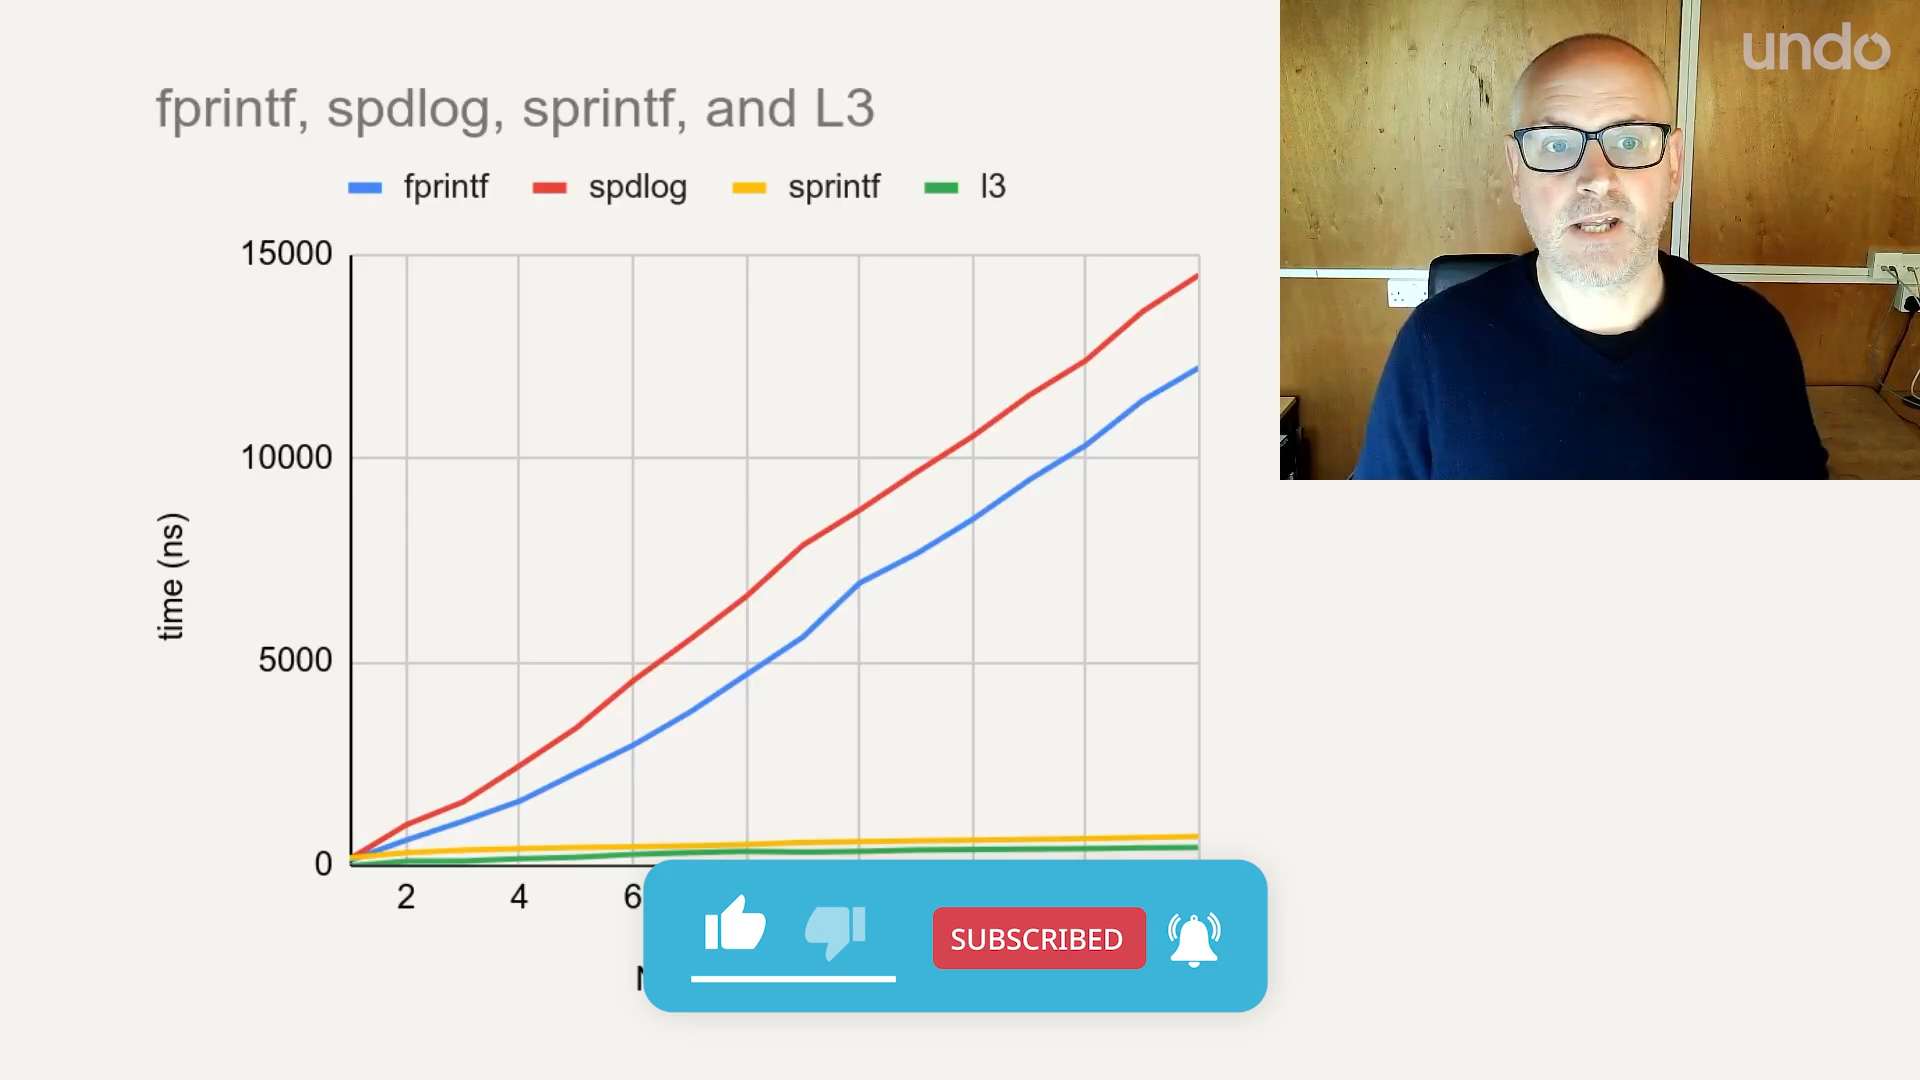 undo
fprintf, spdlog, sprintf, and L3
fprintf spdlog sprintf l3
15000
10000
5000
0
time (ns)
2 4 6
SUBSCRIBED